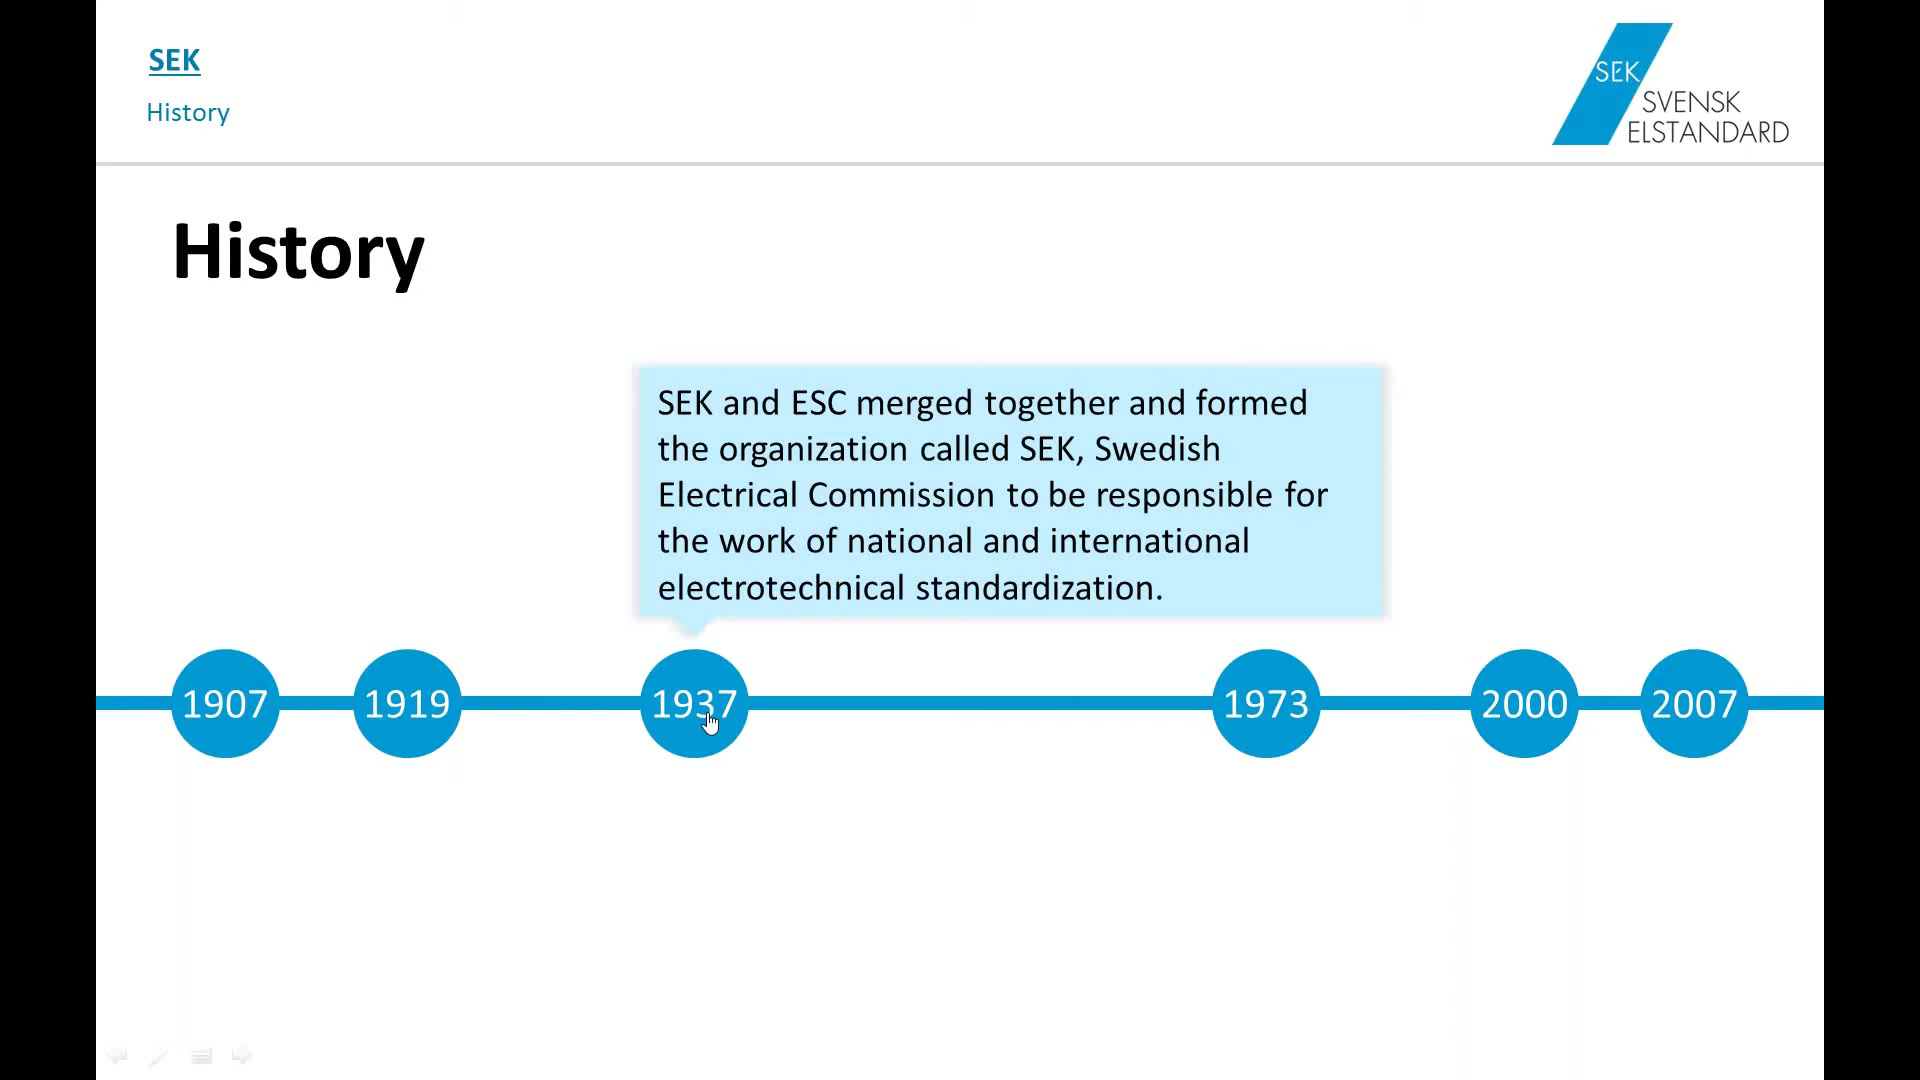 SEK
History
SEK
SVENSK
ELSTANDARD
History
SEK and ESC merged together and formed
the organization called SEK, Swedish
Electrical Commission to be responsible for
the work of national and international
electrotechnical standardization.
1907 1919 1937 1973 2000 2007